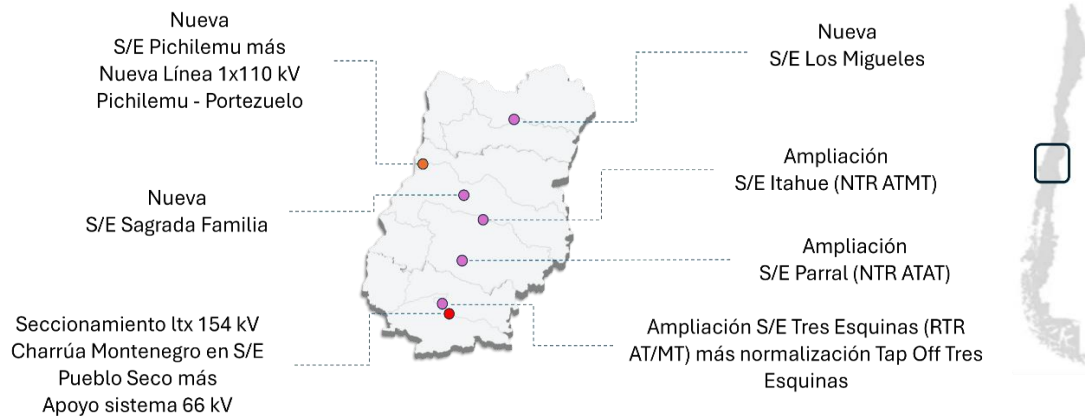 Nueva
S/E Pichilemu más
Nueva Línea 1x110 kV
Pichilemu - Portezuelo
Nueva
S/E Los Migueles
Ampliación
S/E Itahue (NTR ATMT)
Nueva
S/E Sagrada Familia
Ampliación
S/E Parral (NTR ATAT)
Seccionamiento ltx 154 kV
Charrúa Montenegro en S/E
Pueblo Seco más
Apoyo sistema 66 kV
Ampliación S/E Tres Esquinas (RTR
AT/MT) más normalización Tap Off Tres
Esquinas